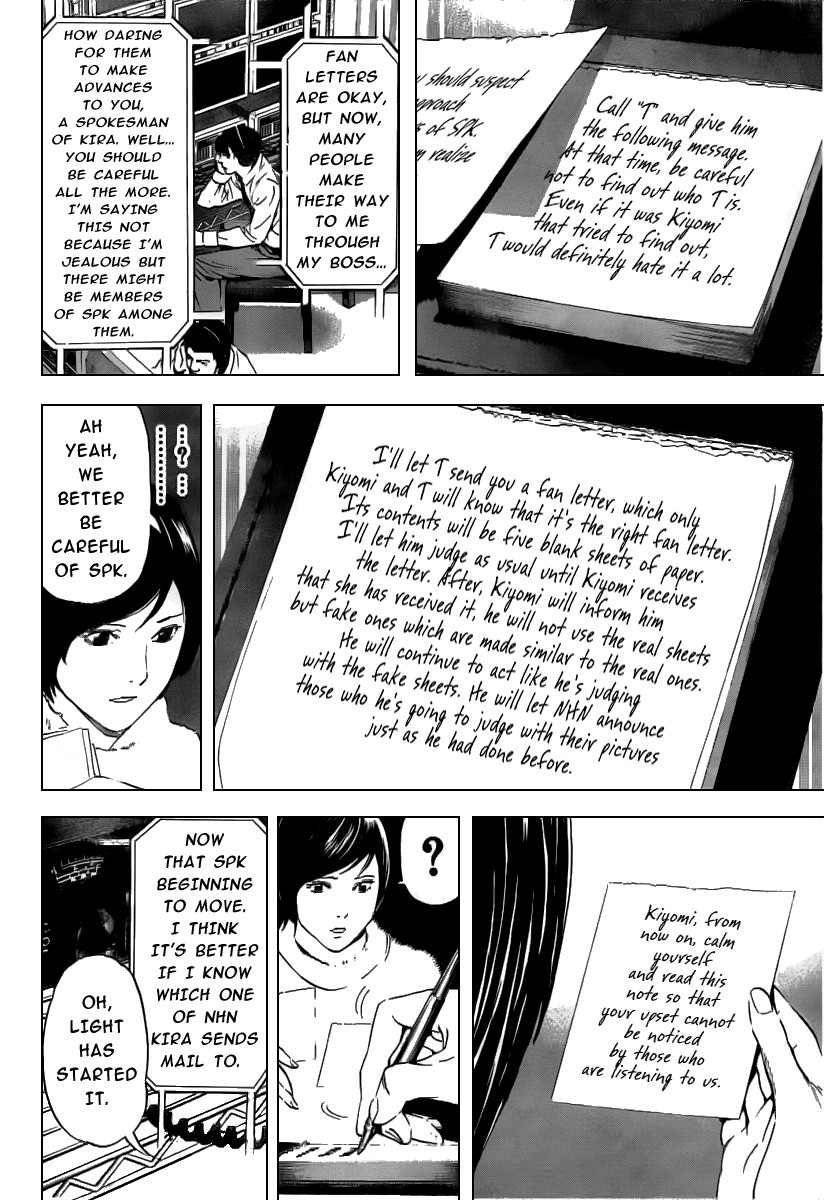 should suspect
of SPK
realize
Call "T" and give him
the following message.
At that time, be careful
not to find out who T is.
Even if it was Kiyomi
that tried to find out,
T would definitely hate it a lot.
FAN
LETTERS
ARE OKAY,
BUT NOW,
MANY
PEOPLE
MAKE
THEIR WAY
TO ME
THROUGH
MY BOSS...
HOW DARING
FOR THEM
TO MAKE
ADVANCES
TO YOU,
A SPOKESMAN
OF KIRA. WELL...
YOU SHOULD
BE CAREFUL
ALL THE MORE.
I'M SAYING
THIS NOT
BECAUSE I'M
JEALOUS BUT
THERE MIGHT
BE MEMBERS
OF SPK AMONG
THEM.
I'll let T send you a fan letter, which only
Kiyomi and T will know that it's the right fan letter.
Its contents will be five blank sheets of paper.
I'll let him judge as usual until Kiyomi receives
the letter. After, Kiyomi will inform him
that she has received it, he will not use the real sheets
but fake ones which are made similar to the real ones.
He will continue to act like he's judging
with the fake sheets. He will let NHN announce
those who he's going to judge with their pictures
just as he had done before.
?
AH
YEAH,
WE
BETTER
BE
CAREFUL
OF SPK.
Kiyomi, from
now on, calm
yourself
and read this
note so that
your upset cannot
be noticed
by those who
are listening to us.
?
NOW
THAT SPK
BEGINNING
TO MOVE.
I THINK
IT'S BETTER
IF I KNOW
WHICH ONE
OF NHN
KIRA SENDS
MAIL TO.
OH,
LIGHT
HAS
STARTED
IT.